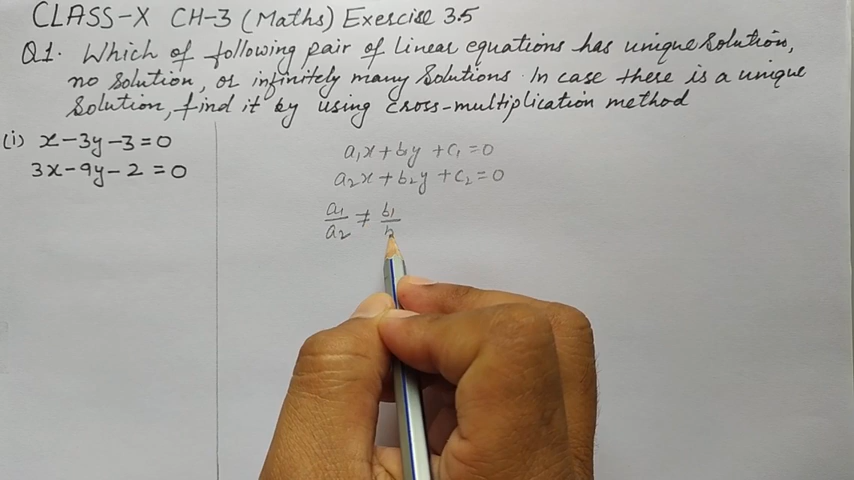 CLASS-X CH-3 (Maths) Exercise 3.5
Q1. Which of following pair of linear equations has unique solution,
no solution, or infinitely many solutions. In case there is a unique
solution, find it by using cross-multiplication method
(i) x-3y-3=0
3x-9y-2=0
a₁x+b₁y+c₁=0
a₂x+b₂y+c₂=0
a₁/a₂ ≠ b₁/b